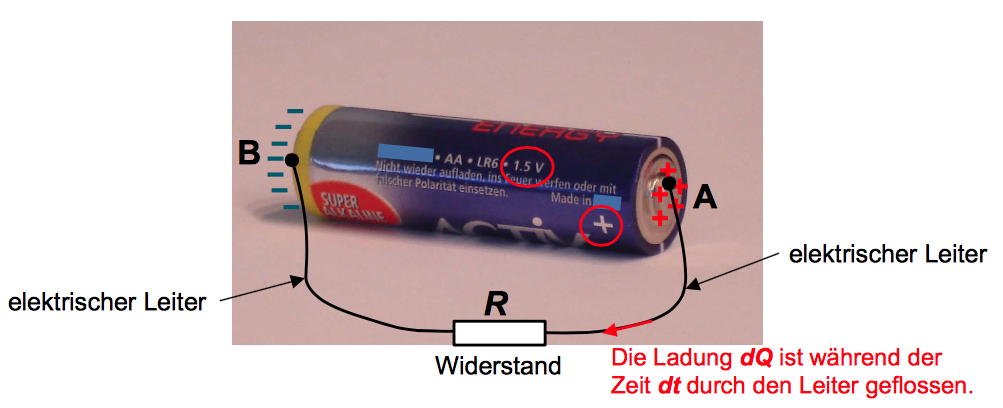 ENERGY
B
• AA • LR6 • 1.5 V
Nicht wieder aufladen, ins Feuer werfen oder mit
falscher Polarität einsetzen.
Made in
A
SUPER
ALKALINE
ACTIV
+
elektrischer Leiter
elektrischer Leiter
R
Widerstand
Die Ladung dQ ist während der
Zeit dt durch den Leiter geflossen.